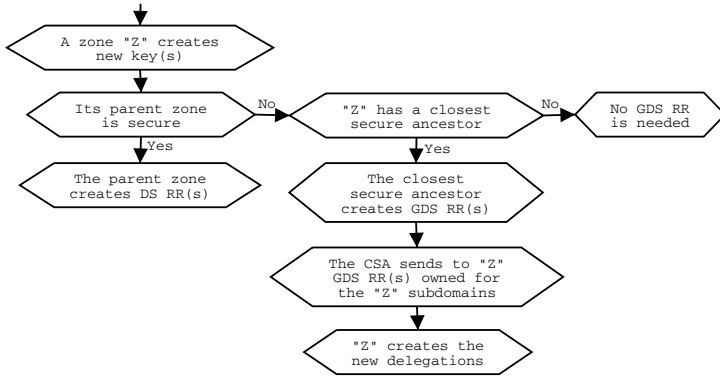 A zone "Z" creates
new key(s)
Its parent zone
is secure
No
"Z" has a closest
secure ancestor
No
No GDS RR
is needed
Yes
Yes
The parent zone
creates DS RR(s)
The closest
secure ancestor
creates GDS RR(s)
The CSA sends to "Z"
GDS RR(s) owned for
the "Z" subdomains
"Z" creates the
new delegations